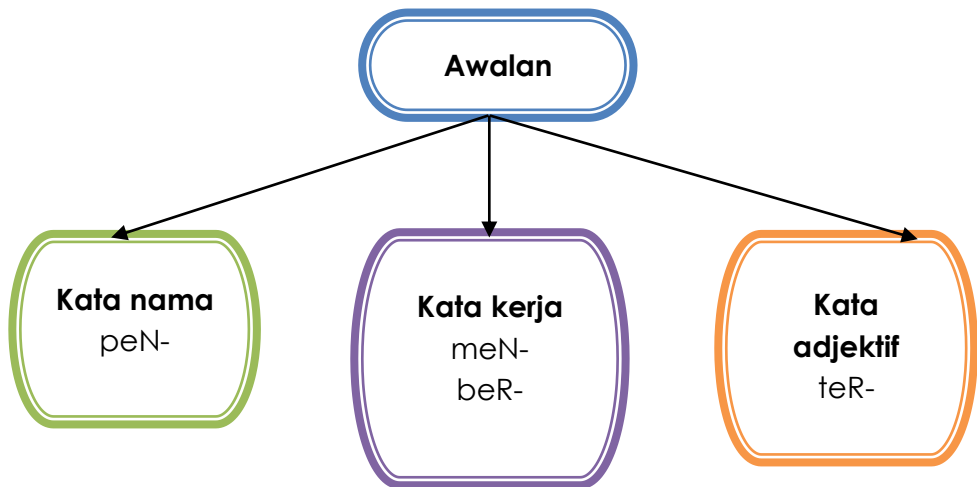 Awalan
Kata nama
peN-
Kata kerja
meN-
beR-
Kata
adjektif
teR-